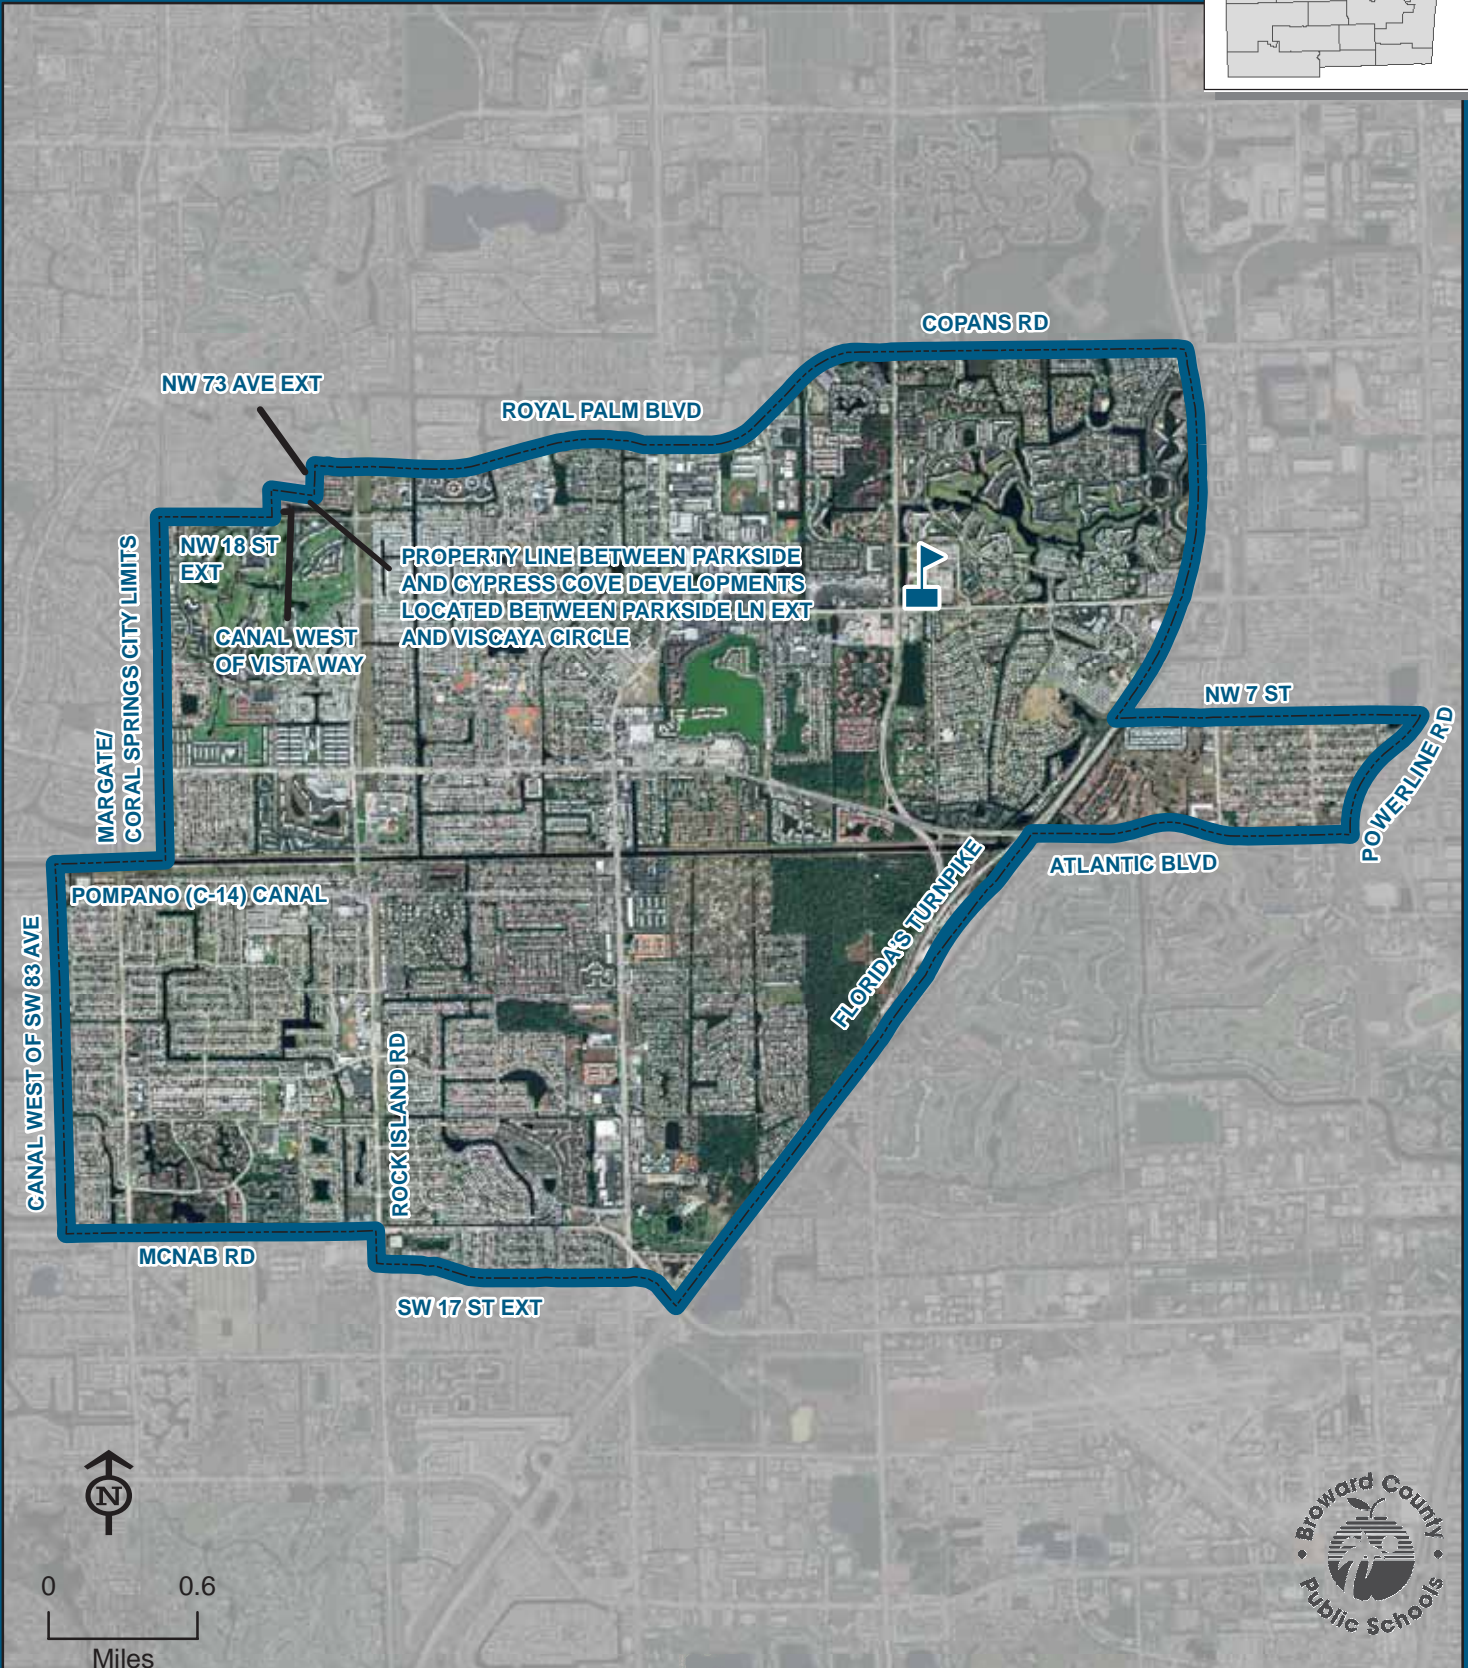 COPANS RD
NW 73 AVE EXT
ROYAL PALM BLVD
NW 18 ST
EXT
PROPERTY LINE BETWEEN PARKSIDE
AND CYPRESS COVE DEVELOPMENTS
LOCATED BETWEEN PARKSIDE LN EXT
AND VISCAYA CIRCLE
CANAL WEST
OF VISTA WAY
MARGATE/
CORAL SPRINGS CITY LIMITS
NW 7 ST
POWERLINE RD
ATLANTIC BLVD
POMPANO (C-14) CANAL
FLORIDA'S TURNPIKE
CANAL WEST OF SW 83 AVE
ROCK ISLAND RD
MCNAB RD
SW 17 ST EXT
N
0 0.6
Miles
Broward County
Public Schools